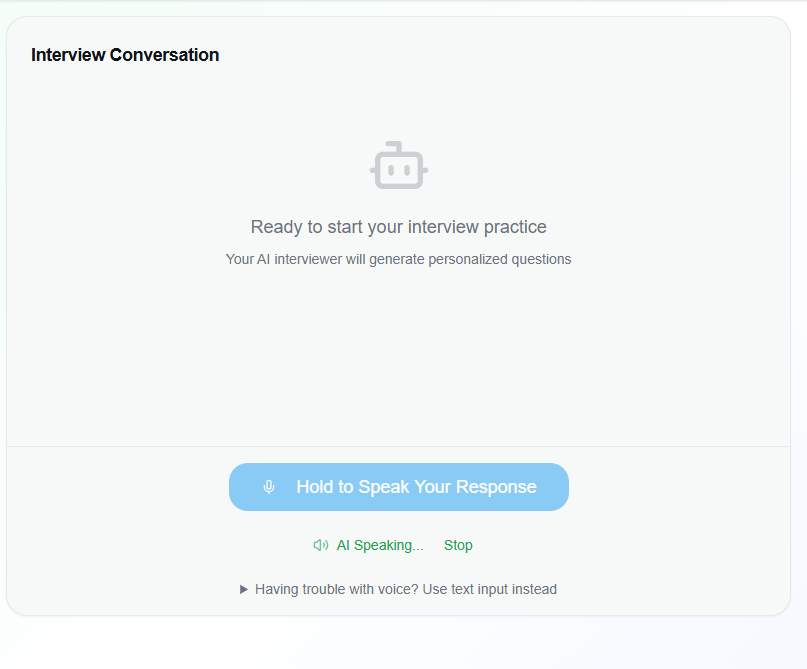 Interview Conversation
Ready to start your interview practice
Your AI interviewer will generate personalized questions
Hold to Speak Your Response
AI Speaking... Stop
Having trouble with voice? Use text input instead